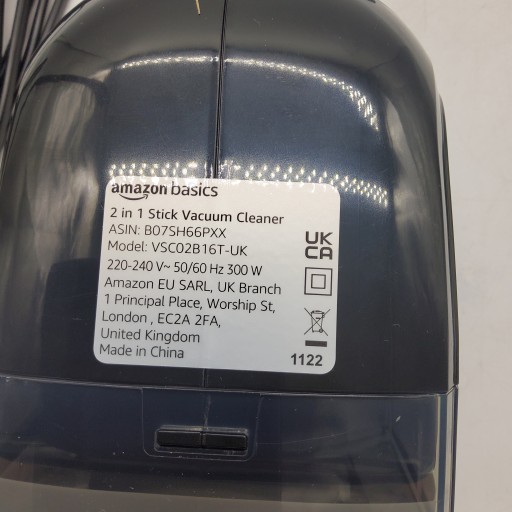 amazon basics
2 in 1 Stick Vacuum Cleaner
ASIN: B07SH66PXX
Model: VSC02B16T-UK
220-240 V~ 50/60 Hz 300 W
Amazon EU SARL, UK Branch
1 Principal Place, Worship St,
London , EC2A 2FA,
United Kingdom
Made in China
UK
CA
1122